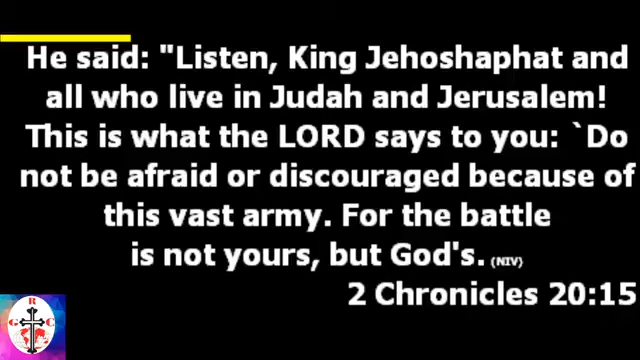 He said: "Listen, King Jehoshaphat and
all who live in Judah and Jerusalem!
This is what the LORD says to you: `Do
not be afraid or discouraged because of
this vast army. For the battle
is not yours, but God's. (NIV)
2 Chronicles 20:15
R
G C